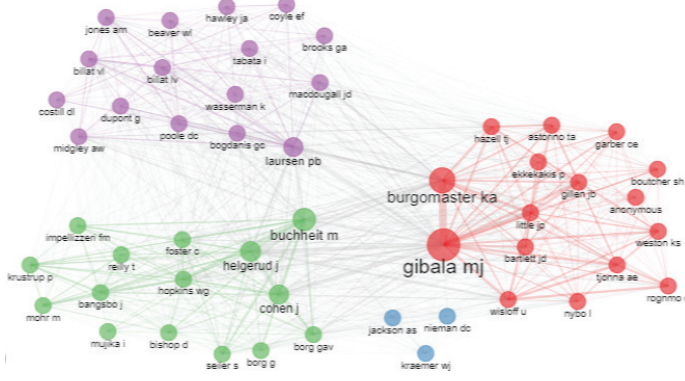 jones am
beaver wl
hawley ja
coyle ef
brooks ga
tabata i
billat vl
billat lv
macdougall jd
wasserman k
costill dl
dupont g
poole dc
bogdanis gc
midgley aw
laursen pb
hazell tj
astorino ta
garber ce
ekkekakis p
boutcher sh
gillen jb
burgomaster ka
anonymous
little jp
weston ks
gibala mj
bartlett jd
tjonna ae
rognmo
wisloff u
nybo l
buchheit m
impellizzeri fm
foster c
helgerud j
reilly t
krustrup p
hopkins wg
bangsbo j
cohen j
mohr m
mujika i
bishop d
borg gav
borg g
seiler s
jackson as
nieman dc
kraemer wj